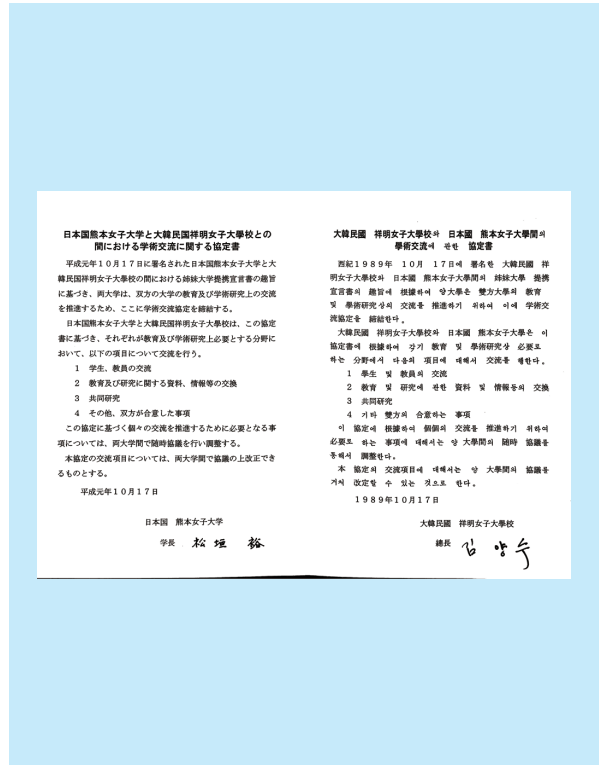 日本国熊本女子大学と大韓民国祥明女子大學校との
間における学術交流に関する協定書
平成元年１０月１７日に署名された日本国熊本女子大学と大
韓民国祥明女子大學校の間における姉妹大学提携宣言書の趣旨
に基づき、両大学は、双方の大学の教育及び学術研究上の交流
を推進するため、ここに学術交流協定を締結する。
日本国熊本女子大学と大韓民国祥明女子大學校は、この協定
書に基づき、それぞれが教育及び学術研究上必要とする分野に
おいて、以下の項目について交流を行う。
１　学生、教員の交流
２　教育及び研究に関する資料、情報等の交換
３　共同研究
４　その他、双方が合意した事項
この協定に基づく個々の交流を推進するために必要となる事
項については、両大学間で随時協議を行い調整する。
本協定の交流項目については、両大学間で協議の上改正でき
るものとする。
平成元年１０月１７日
日本国　熊本女子大学
学長　松垣　裕
大韓民國　祥明女子大學校와　日本國　熊本女子大學間의
學術交流에　관한　協定書
西紀１９８９年　１０月　１７日에　署名한　大韓民國　祥
明女子大學校와　日本國　熊本女子大學間의　姉妹大學　提携
宣言書의　趣旨에　根據하여　양大學은　雙方大學의　教育
및　學術研究상의　交流를　推進하기　위하여　이에　学術交
流協定을　締結한다.
大韓民國　祥明女子大學校와　日本國　熊本女子大學은　이
協定書에　根據하여　각기　教育　및　學術研究상　必要로
하는　分野에서　다음의　項目에　대해서　交流를　행한다.
１　學生　및　教員의　交流
２　教育　및　研究에　관한　資料　및　情報등의　交換
３　共同研究
４　기타　雙方의　合意하는　事項
이　協定에　根據하여　個個의　交流를　推進하기　위하여
必要로　하는　事項에　대해서는　양　大學間의　随時　協議를
통해서　調整한다.
本　協定의　交流項目에　대해서는　양　大學間의　協議를
거쳐　改定할　수　있는　것으로　한다.
１９８９年１０月１７日
大韓民國　祥明女子大學校
總長　김　양　수